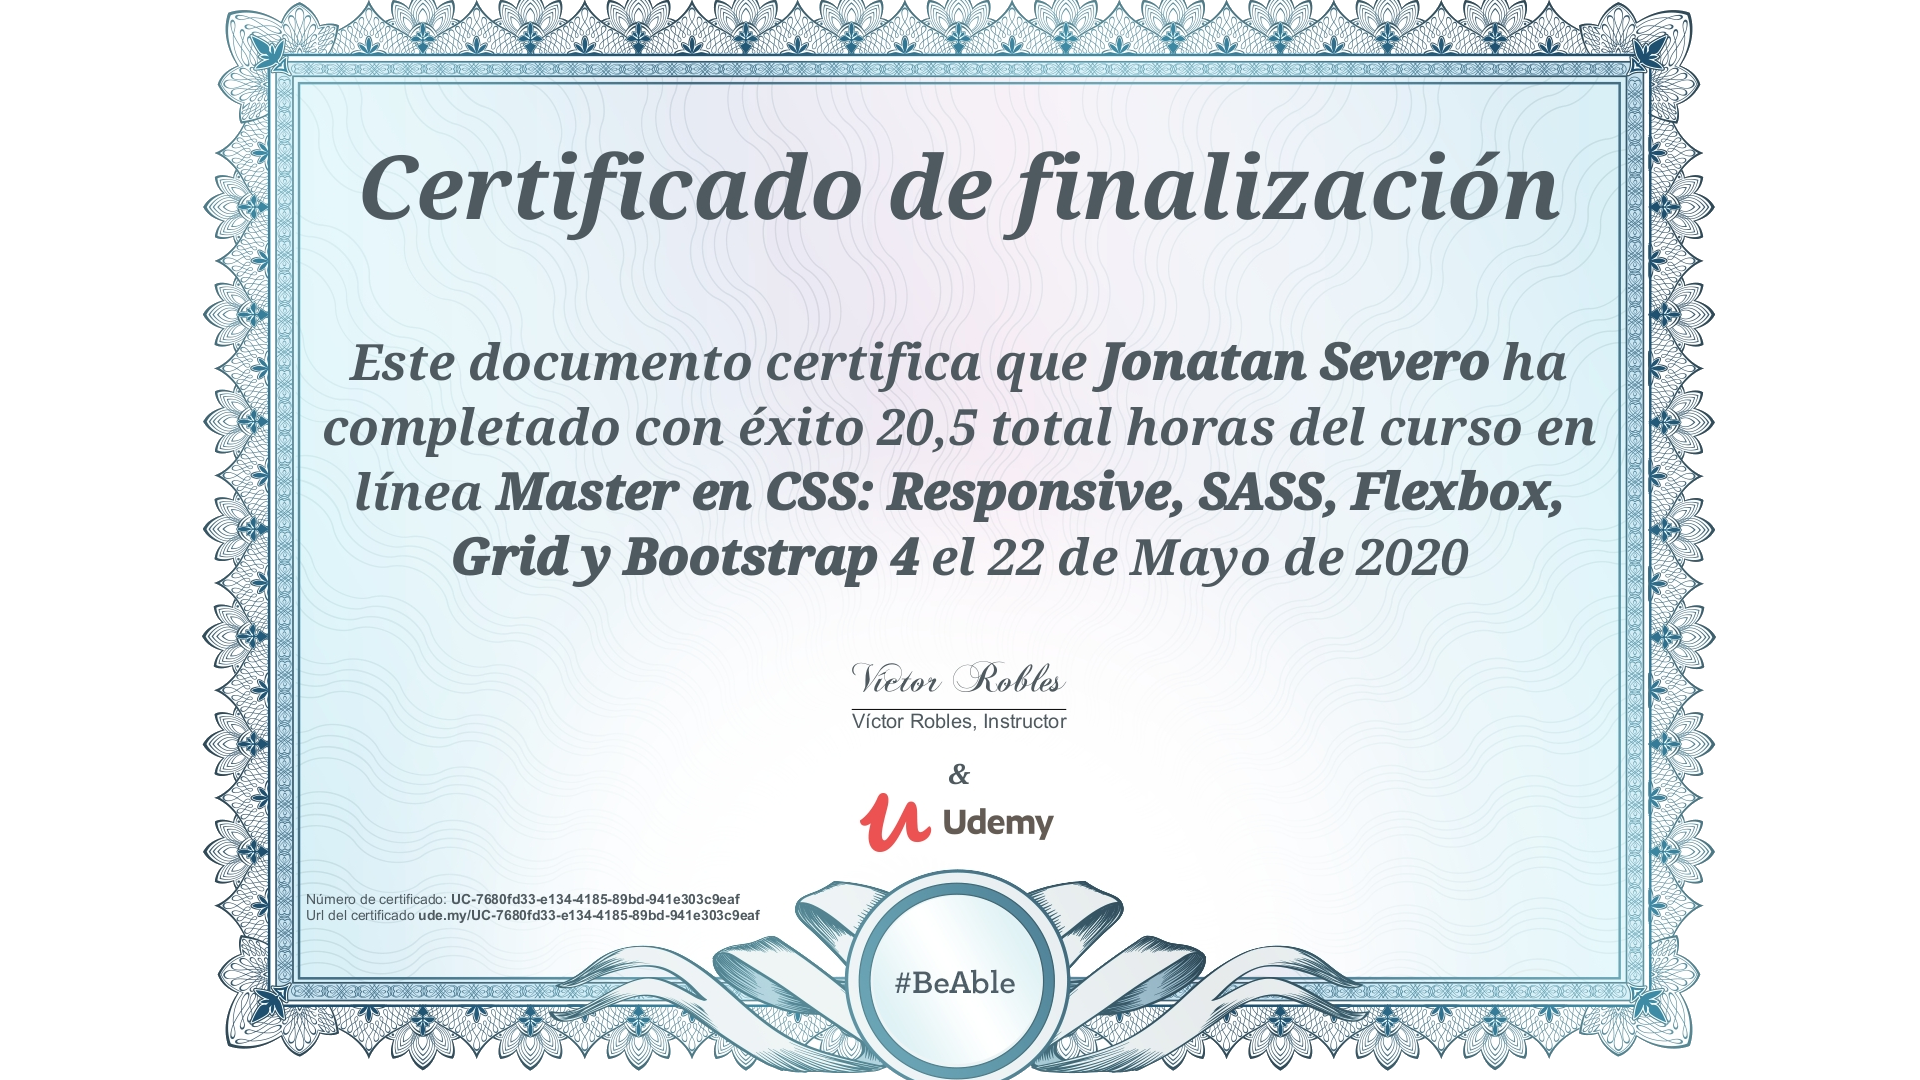 Certificado de finalización
Este documento certifica que Jonatan Severo ha
completado con éxito 20,5 total horas del curso en
línea Master en CSS: Responsive, SASS, Flexbox,
Grid y Bootstrap 4 el 22 de Mayo de 2020
Víctor Robles
Víctor Robles, Instructor
&
Udemy
Número de certificado: UC-7680fd33-e134-4185-89bd-941e303c9eaf
Url del certificado ude.my/UC-7680fd33-e134-4185-89bd-941e303c9eaf
#BeAble